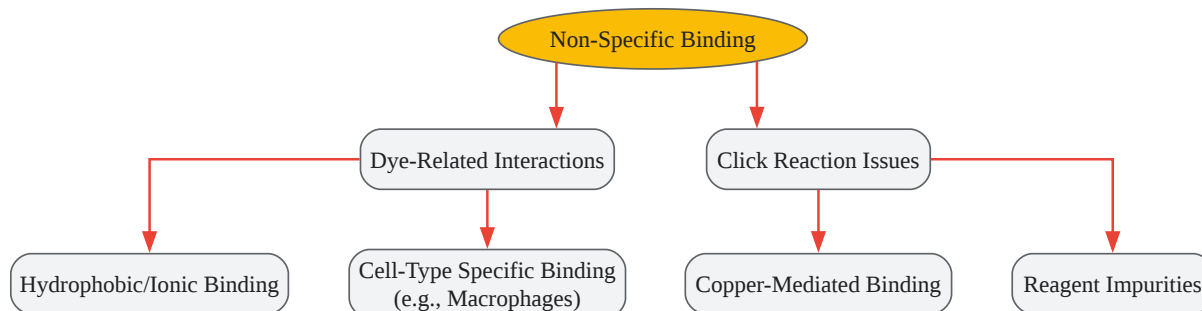 Non-Specific Binding
Dye-Related Interactions
Click Reaction Issues
Hydrophobic/Ionic Binding
Cell-Type Specific Binding
(e.g., Macrophages)
Copper-Mediated Binding
Reagent Impurities